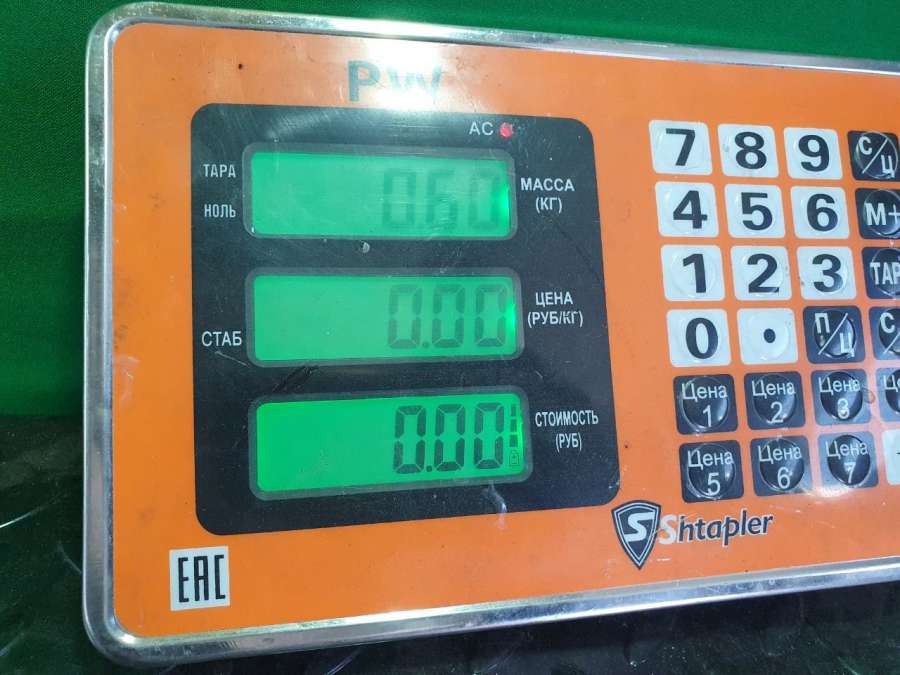 PW
AC
ТАРА
НОЛЬ
0.60
МАССА
(КГ)
СТАБ
0.00
ЦЕНА
(РУБ/КГ)
0.00
СТОИМОСТЬ
(РУБ)
7 8 9 С/Ц
4 5 6 М+
1 2 3 ТАР
0 • П/Ц С/
Цена 1 Цена 2 Цена 3 Це
Цена 5 Цена 6 Цена 7
S Shtapler
EAC